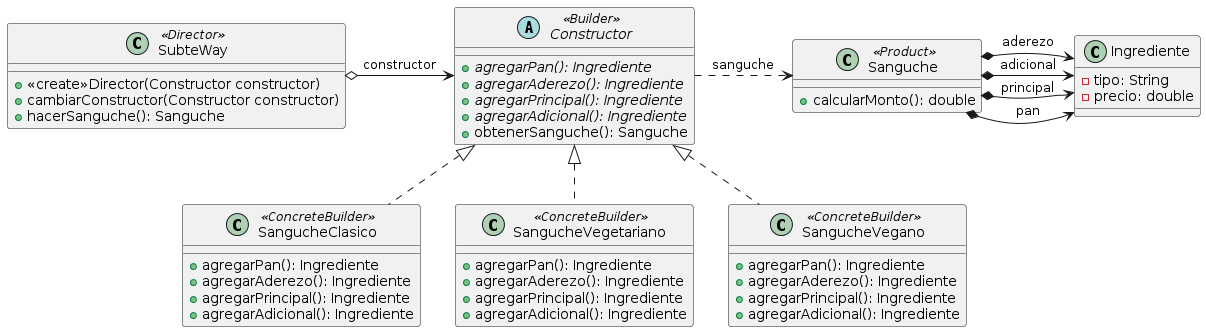 «Director»
C SubteWay
«create»Director(Constructor constructor)
cambiarConstructor(Constructor constructor)
hacerSanguche(): Sanguche
constructor
«Builder»
A Constructor
agregarPan(): Ingrediente
agregarAderezo(): Ingrediente
agregarPrincipal(): Ingrediente
agregarAdicional(): Ingrediente
obtenerSanguche(): Sanguche
sanguche
«Product»
C Sanguche
calcularMonto(): double
aderezo
adicional
principal
pan
C Ingrediente
tipo: String
precio: double
«ConcreteBuilder»
C SangucheClasico
agregarPan(): Ingrediente
agregarAderezo(): Ingrediente
agregarPrincipal(): Ingrediente
agregarAdicional(): Ingrediente
«ConcreteBuilder»
C SangucheVegetariano
agregarPan(): Ingrediente
agregarAderezo(): Ingrediente
agregarPrincipal(): Ingrediente
agregarAdicional(): Ingrediente
«ConcreteBuilder»
C SangucheVegano
agregarPan(): Ingrediente
agregarAderezo(): Ingrediente
agregarPrincipal(): Ingrediente
agregarAdicional(): Ingrediente